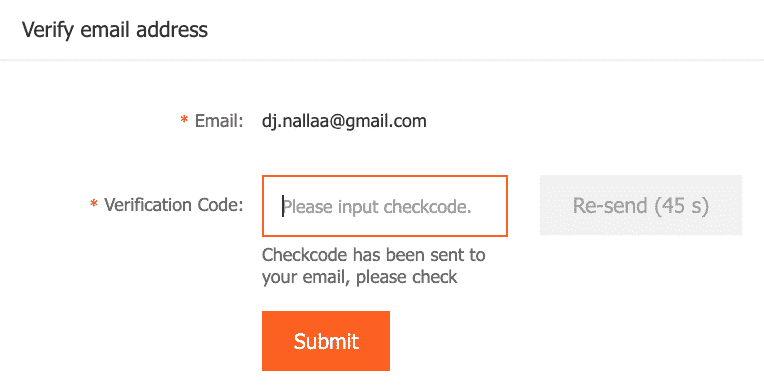 Verify email address
* Email: dj.nallaa@gmail.com
* Verification Code: Please input checkcode. Re-send (45 s)
Checkcode has been sent to
your email, please check
Submit